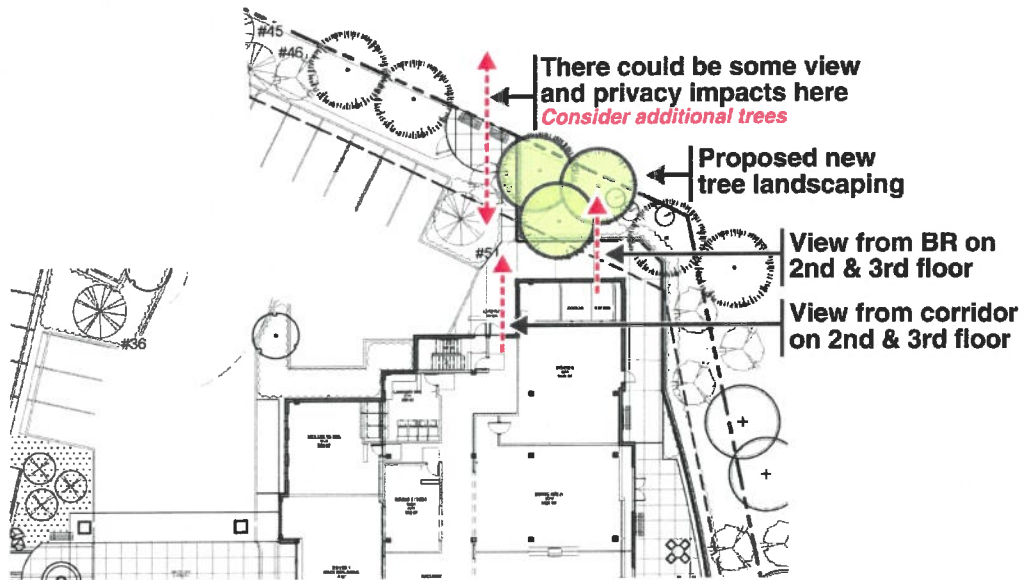 #45
#46
There could be some view
and privacy impacts here
Consider additional trees
Proposed new
tree landscaping
#51
View from BR on
2nd & 3rd floor
View from corridor
on 2nd & 3rd floor
#36